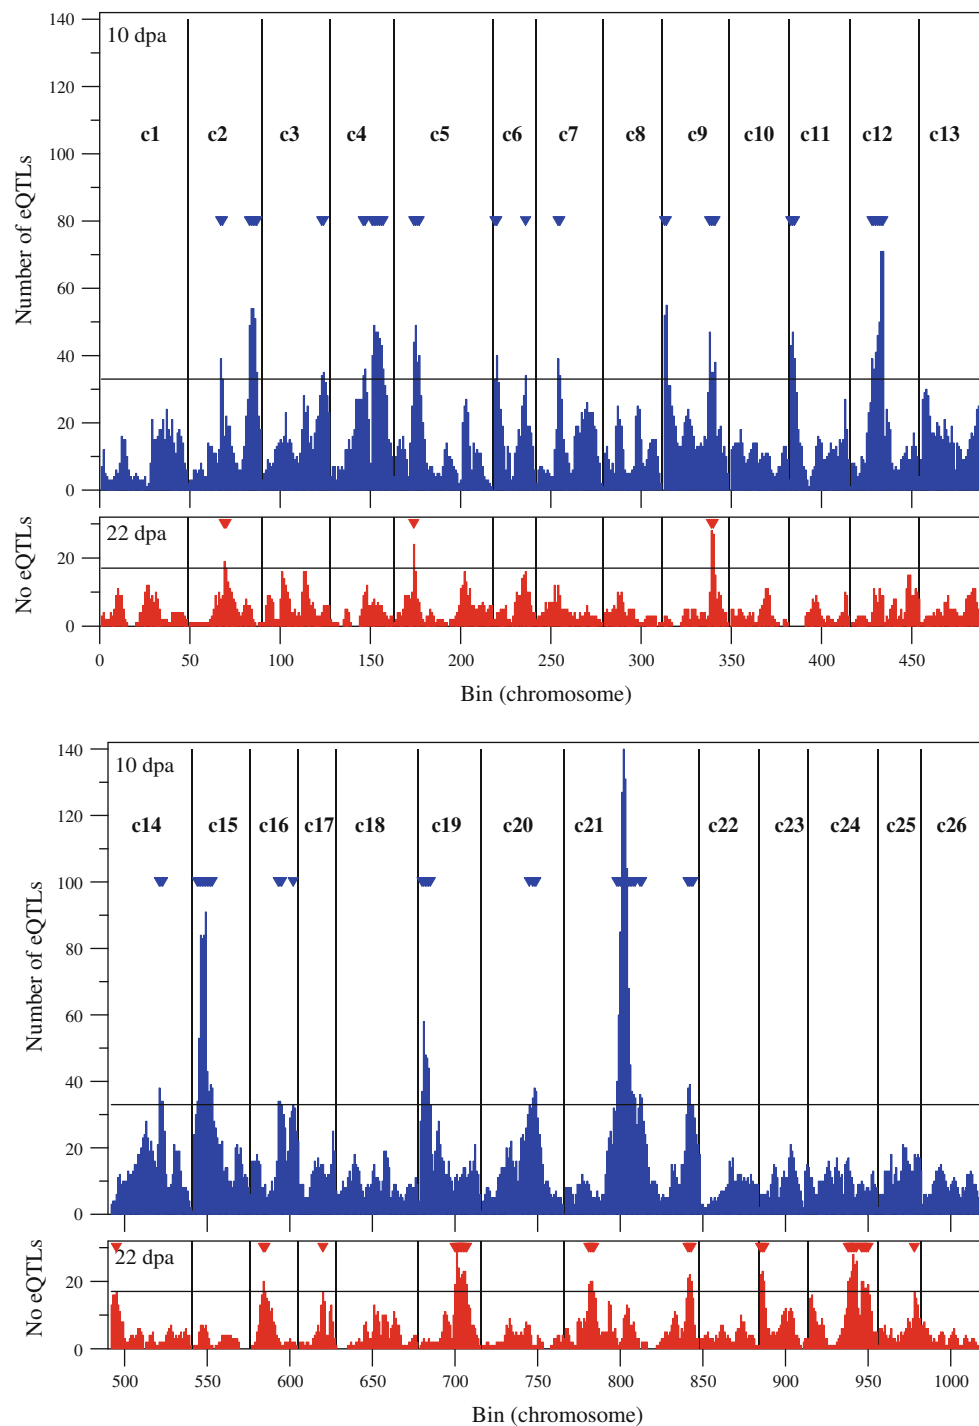 140
120
100
80
60
40
20
0
Number of eQTLs
10 dpa
c1 c2 c3 c4 c5 c6 c7 c8 c9 c10 c11 c12 c13
20
0
No eQTLs
22 dpa
0 50 100 150 200 250 300 350 400 450
Bin (chromosome)
140
120
100
80
60
40
20
0
Number of eQTLs
10 dpa
c14 c15 c16 c17 c18 c19 c20 c21 c22 c23 c24 c25 c26
20
0
No eQTLs
22 dpa
500 550 600 650 700 750 800 850 900 950 1000
Bin (chromosome)